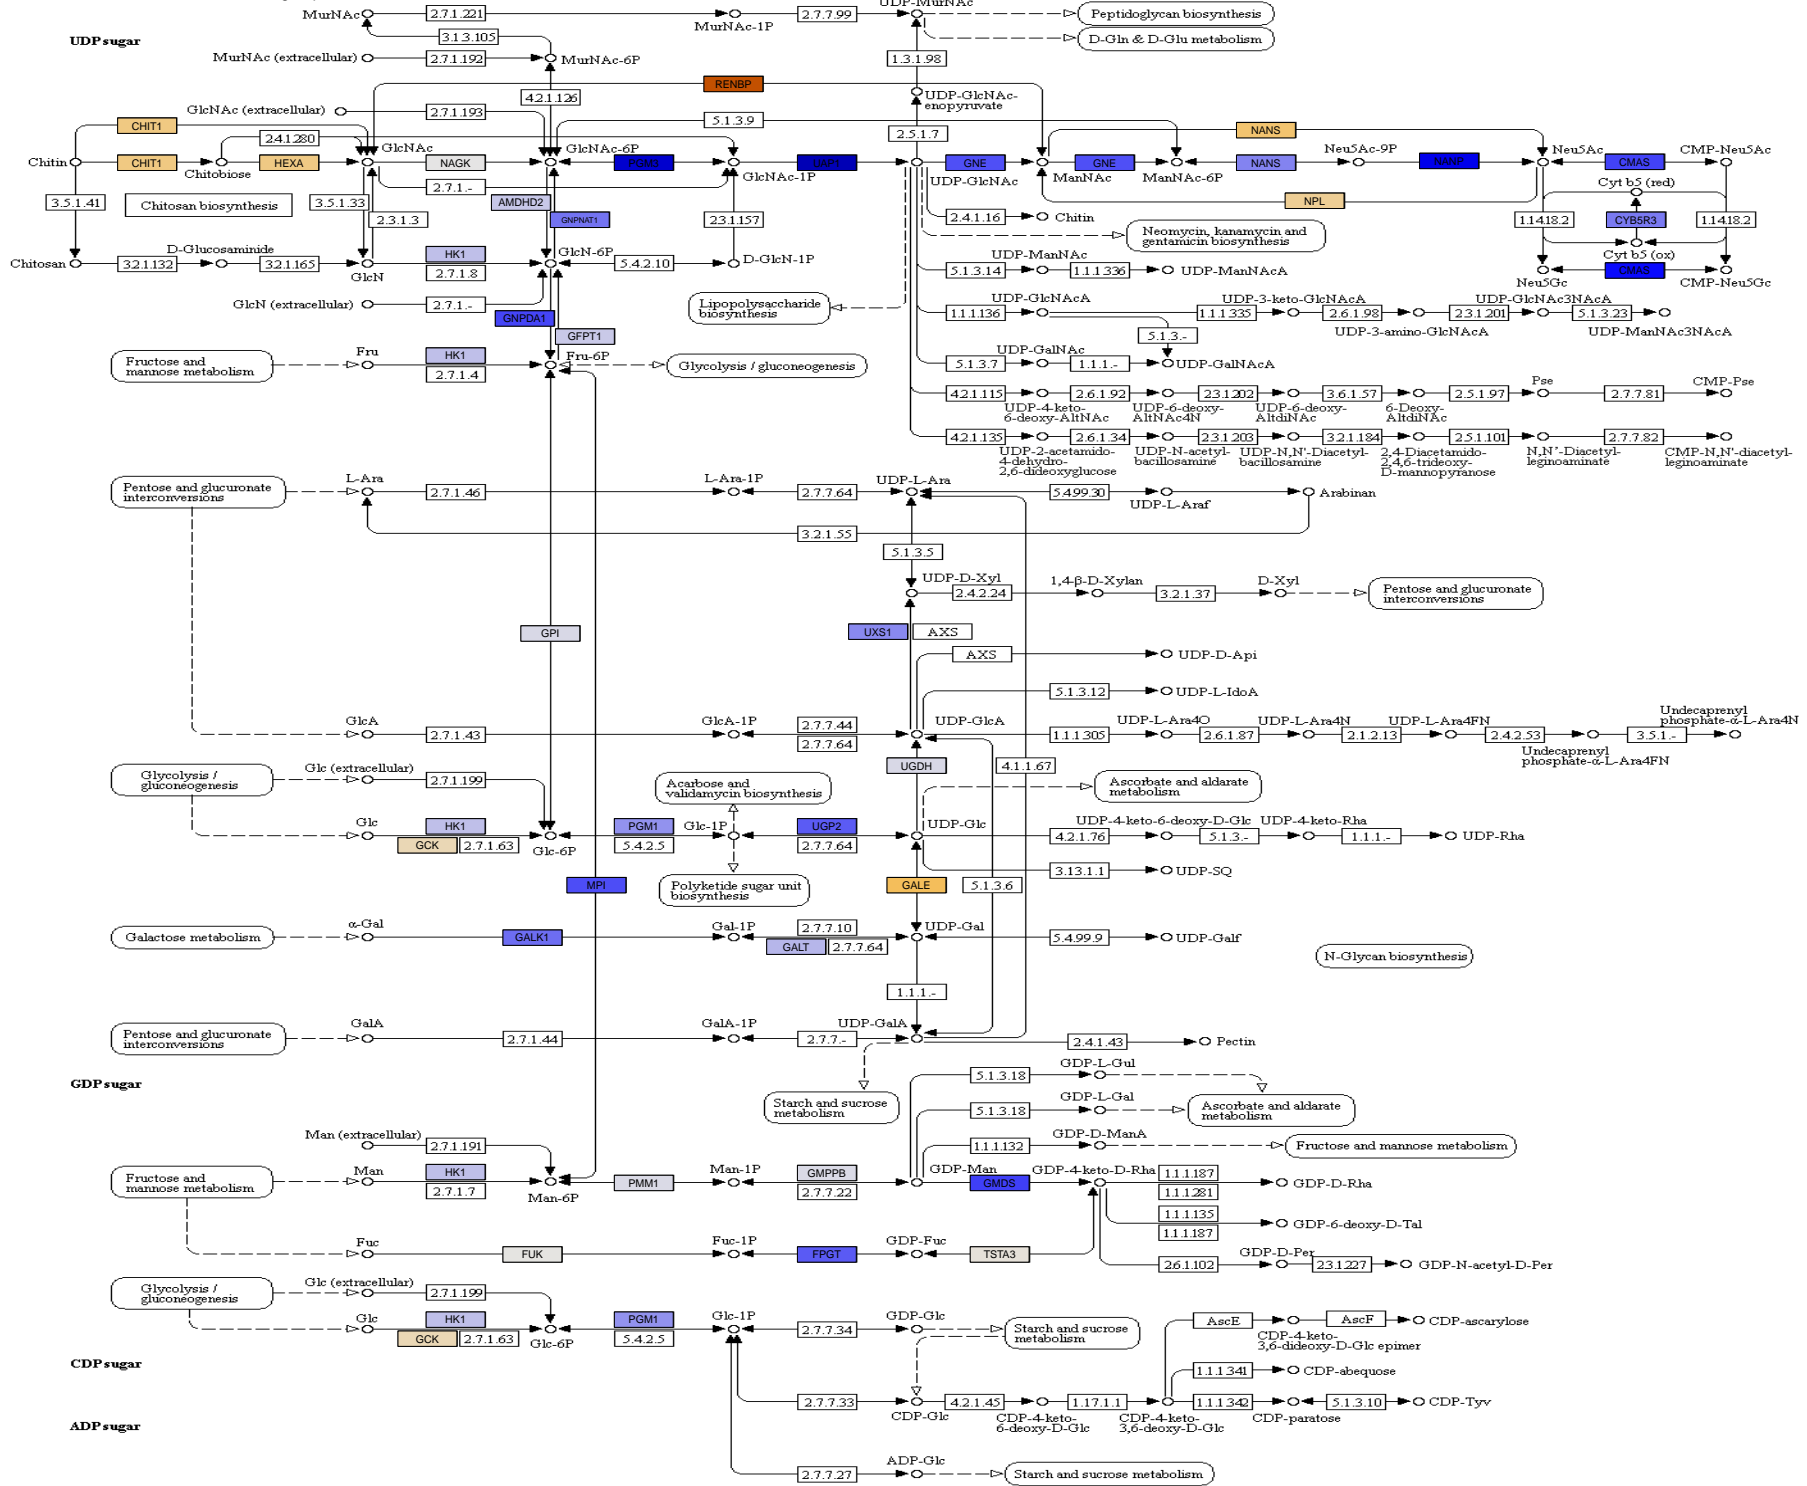 MurNAc
2.7.1.221
MurNAc-1P
2.7.7.99
UDP-MurNAc
Peptidoglycan biosynthesis
UDP sugar
3.1.3.105
D-Gln & D-Glu metabolism
MurNAc (extracellular)
2.7.1.192
MurNAc-6P
1.3.1.98
RENBP
4.2.1.126
UDP-GlcNAc-
enopyruvate
GlcNAc (extracellular)
2.7.1.193
5.1.3.9
CHIT1
2.4.1.280
2.5.1.7
NANS
Chitin
CHIT1
Chitobiose
HEXA
GlcNAc
NAGK
GlcNAc-6P
PGM3
GlcNAc-1P
UAP1
UDP-GlcNAc
GNE
ManNAc
GNE
ManNAc-6P
NANS
Neu5Ac-9P
NANP
Neu5Ac
CMAS
CMP-Neu5Ac
2.7.1.-
Cyt b5 (red)
3.5.1.41
Chitosan biosynthesis
3.5.1.33
2.3.1.3
AMDHD2
GNPNAT1
2.3.1.157
NPL
2.4.1.16
Chitin
1.14.18.2
CYB5R3
1.14.18.2
Neomycin, kanamycin and
gentamicin biosynthesis
Cyt b5 (ox)
Chitosan
3.2.1.132
D-Glucosaminide
3.2.1.165
GlcN
HK1
2.7.1.8
GlcN-6P
5.4.2.10
D-GlcN-1P
5.1.3.14
UDP-ManNAc
1.1.1.336
UDP-ManNAcA
Neu5Gc
CMAS
CMP-Neu5Gc
GlcN (extracellular)
2.7.1.-
Lipopolysaccharide
biosynthesis
1.1.1.136
UDP-GlcNAcA
1.1.1.335
UDP-3-keto-GlcNAcA
2.6.1.98
UDP-3-amino-GlcNAcA
2.3.1.201
UDP-GlcNAc3NAcA
5.1.3.23
UDP-ManNAc3NAcA
GNPDA1
GFPT1
5.1.3.-
Fructose and
mannose metabolism
Fru
HK1
2.7.1.4
Fru-6P
Glycolysis / gluconeogenesis
5.1.3.7
UDP-GalNAc
1.1.1.-
UDP-GalNAcA
4.2.1.115
UDP-4-keto-
6-deoxy-AltNAc
2.6.1.92
UDP-6-deoxy-
AltNAc4N
2.3.1.202
UDP-6-deoxy-
AltdiNAc
3.6.1.57
6-Deoxy-
AltdiNAc
2.5.1.97
Pse
2.7.7.81
CMP-Pse
4.2.1.135
UDP-2-acetamido-
4-dehydro-
2,6-dideoxyglucose
2.6.1.34
UDP-N-acetyl-
bacillosamine
2.3.1.203
UDP-N,N'-Diacetyl-
bacillosamine
3.2.1.184
2,4-Diacetamido-
2,4,6-trideoxy-
D-mannopyranose
2.5.1.101
N,N'-Diacetyl-
leginoaminate
2.7.7.82
CMP-N,N'-diacetyl-
leginoaminate
Pentose and glucuronate
interconversions
L-Ara
2.7.1.46
L-Ara-1P
2.7.7.64
UDP-L-Ara
5.4.99.30
UDP-L-Araf
Arabinan
3.2.1.55
5.1.3.5
UDP-D-Xyl
2.4.2.24
1,4-β-D-Xylan
3.2.1.37
D-Xyl
Pentose and glucuronate
interconversions
GPI
UXS1
AXS
AXS
UDP-D-Api
5.1.3.12
UDP-L-IdoA
GlcA
2.7.1.43
GlcA-1P
2.7.7.44
2.7.7.64
UDP-GlcA
1.1.1.305
UDP-L-Ara4O
2.6.1.87
UDP-L-Ara4N
2.1.2.13
UDP-L-Ara4FN
2.4.2.53
Undecaprenyl
phosphate-α-L-Ara4FN
3.5.1.-
Undecaprenyl
phosphate-α-L-Ara4N
Glycolysis /
gluconeogenesis
Glc (extracellular)
2.7.1.199
UGDH
4.1.1.67
Acarbose and
validamycin biosynthesis
Ascorbate and aldarate
metabolism
Glc
HK1
GCK
2.7.1.63
Glc-6P
PGM1
5.4.2.5
Glc-1P
UGP2
2.7.7.64
UDP-Glc
4.2.1.76
UDP-4-keto-6-deoxy-D-Glc
5.1.3.-
UDP-4-keto-Rha
1.1.1.-
UDP-Rha
3.13.1.1
UDP-SQ
MPI
Polyketide sugar unit
biosynthesis
GALE
5.1.3.6
Galactose metabolism
α-Gal
GALK1
Gal-1P
2.7.7.10
GALT
2.7.7.64
UDP-Gal
5.4.99.9
UDP-Galf
N-Glycan biosynthesis
1.1.1.-
Pentose and glucuronate
interconversions
GalA
2.7.1.44
GalA-1P
2.7.7.-
UDP-GalA
2.4.1.43
Pectin
GDP sugar
Starch and sucrose
metabolism
5.1.3.18
GDP-L-Gul
5.1.3.18
GDP-L-Gal
Ascorbate and aldarate
metabolism
Man (extracellular)
2.7.1.191
1.1.1.132
GDP-D-ManA
Fructose and mannose metabolism
Fructose and
mannose metabolism
Man
HK1
2.7.1.7
Man-6P
PMM1
Man-1P
GMPPB
2.7.7.22
GDP-Man
GMDS
GDP-4-keto-D-Rha
1.1.1.187
1.1.1.281
GDP-D-Rha
1.1.1.135
1.1.1.187
GDP-6-deoxy-D-Tal
Fuc
FUK
Fuc-1P
FPGT
GDP-Fuc
TSTA3
2.6.1.102
GDP-D-Per
2.3.1.227
GDP-N-acetyl-D-Per
Glycolysis /
gluconeogenesis
Glc (extracellular)
2.7.1.199
Glc
HK1
GCK
2.7.1.63
Glc-6P
PGM1
5.4.2.5
Glc-1P
2.7.7.34
GDP-Glc
Starch and sucrose
metabolism
AscE
CDP-4-keto-
3,6-dideoxy-D-Glc epimer
AscF
CDP-ascarylose
CDP sugar
1.1.1.341
CDP-abequose
2.7.7.33
CDP-Glc
4.2.1.45
CDP-4-keto-
6-deoxy-D-Glc
1.17.1.1
CDP-4-keto-
3,6-deoxy-D-Glc
1.1.1.342
CDP-paratose
5.1.3.10
CDP-Tyv
ADP sugar
2.7.7.27
ADP-Glc
Starch and sucrose metabolism